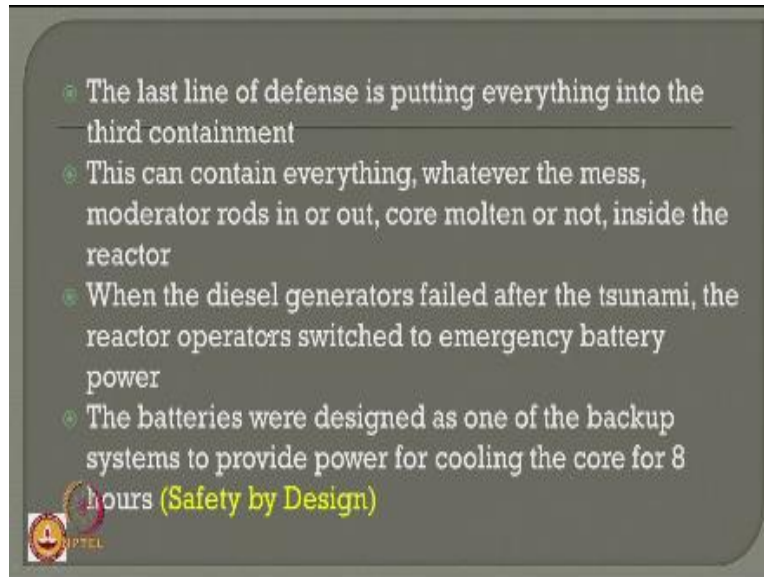 The last line of defense is putting everything into the
third containment
This can contain everything, whatever the mess,
moderator rods in or out, core molten or not, inside the
reactor
When the diesel generators failed after the tsunami, the
reactor operators switched to emergency battery
power
The batteries were designed as one of the backup
systems to provide power for cooling the core for 8
hours (Safety by Design)
NPTEL